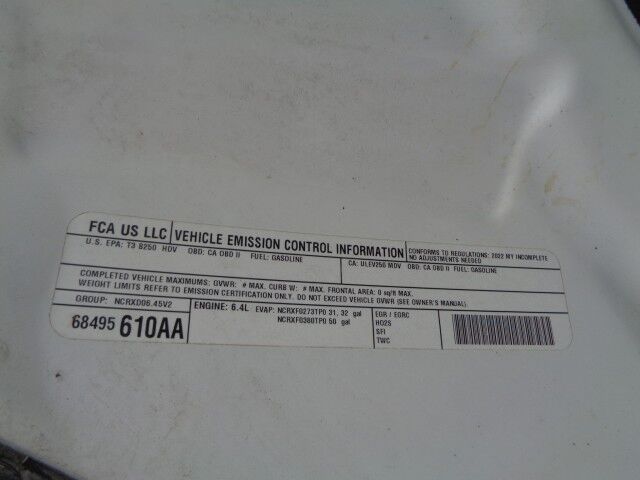 FCA US LLC VEHICLE EMISSION CONTROL INFORMATION CONFORMS TO REGULATIONS: 2022 MY INCOMPLETE
NO ADJUSTMENTS NEEDED
U.S. EPA: T3 B250 HDV OBD: CA OBD II FUEL: GASOLINE CA: ULEV250 MDV OBD: CA OBD II FUEL: GASOLINE
COMPLETED VEHICLE MAXIMUMS: GVWR: # MAX. CURB W: # MAX. FRONTAL AREA: 0 sq/ft MAX.
WEIGHT LIMITS REFER TO EMISSION CERTIFICATION ONLY. DO NOT EXCEED VEHICLE GVWR (SEE OWNER'S MANUAL).
GROUP: NCRXD06.45V2 ENGINE: 6.4L EVAP: NCRXF0273TP0 31, 32 gal
NCRXF0380TP0 50 gal
EGR / EGRC
HO2S
SFI
TWC
68495 610AA